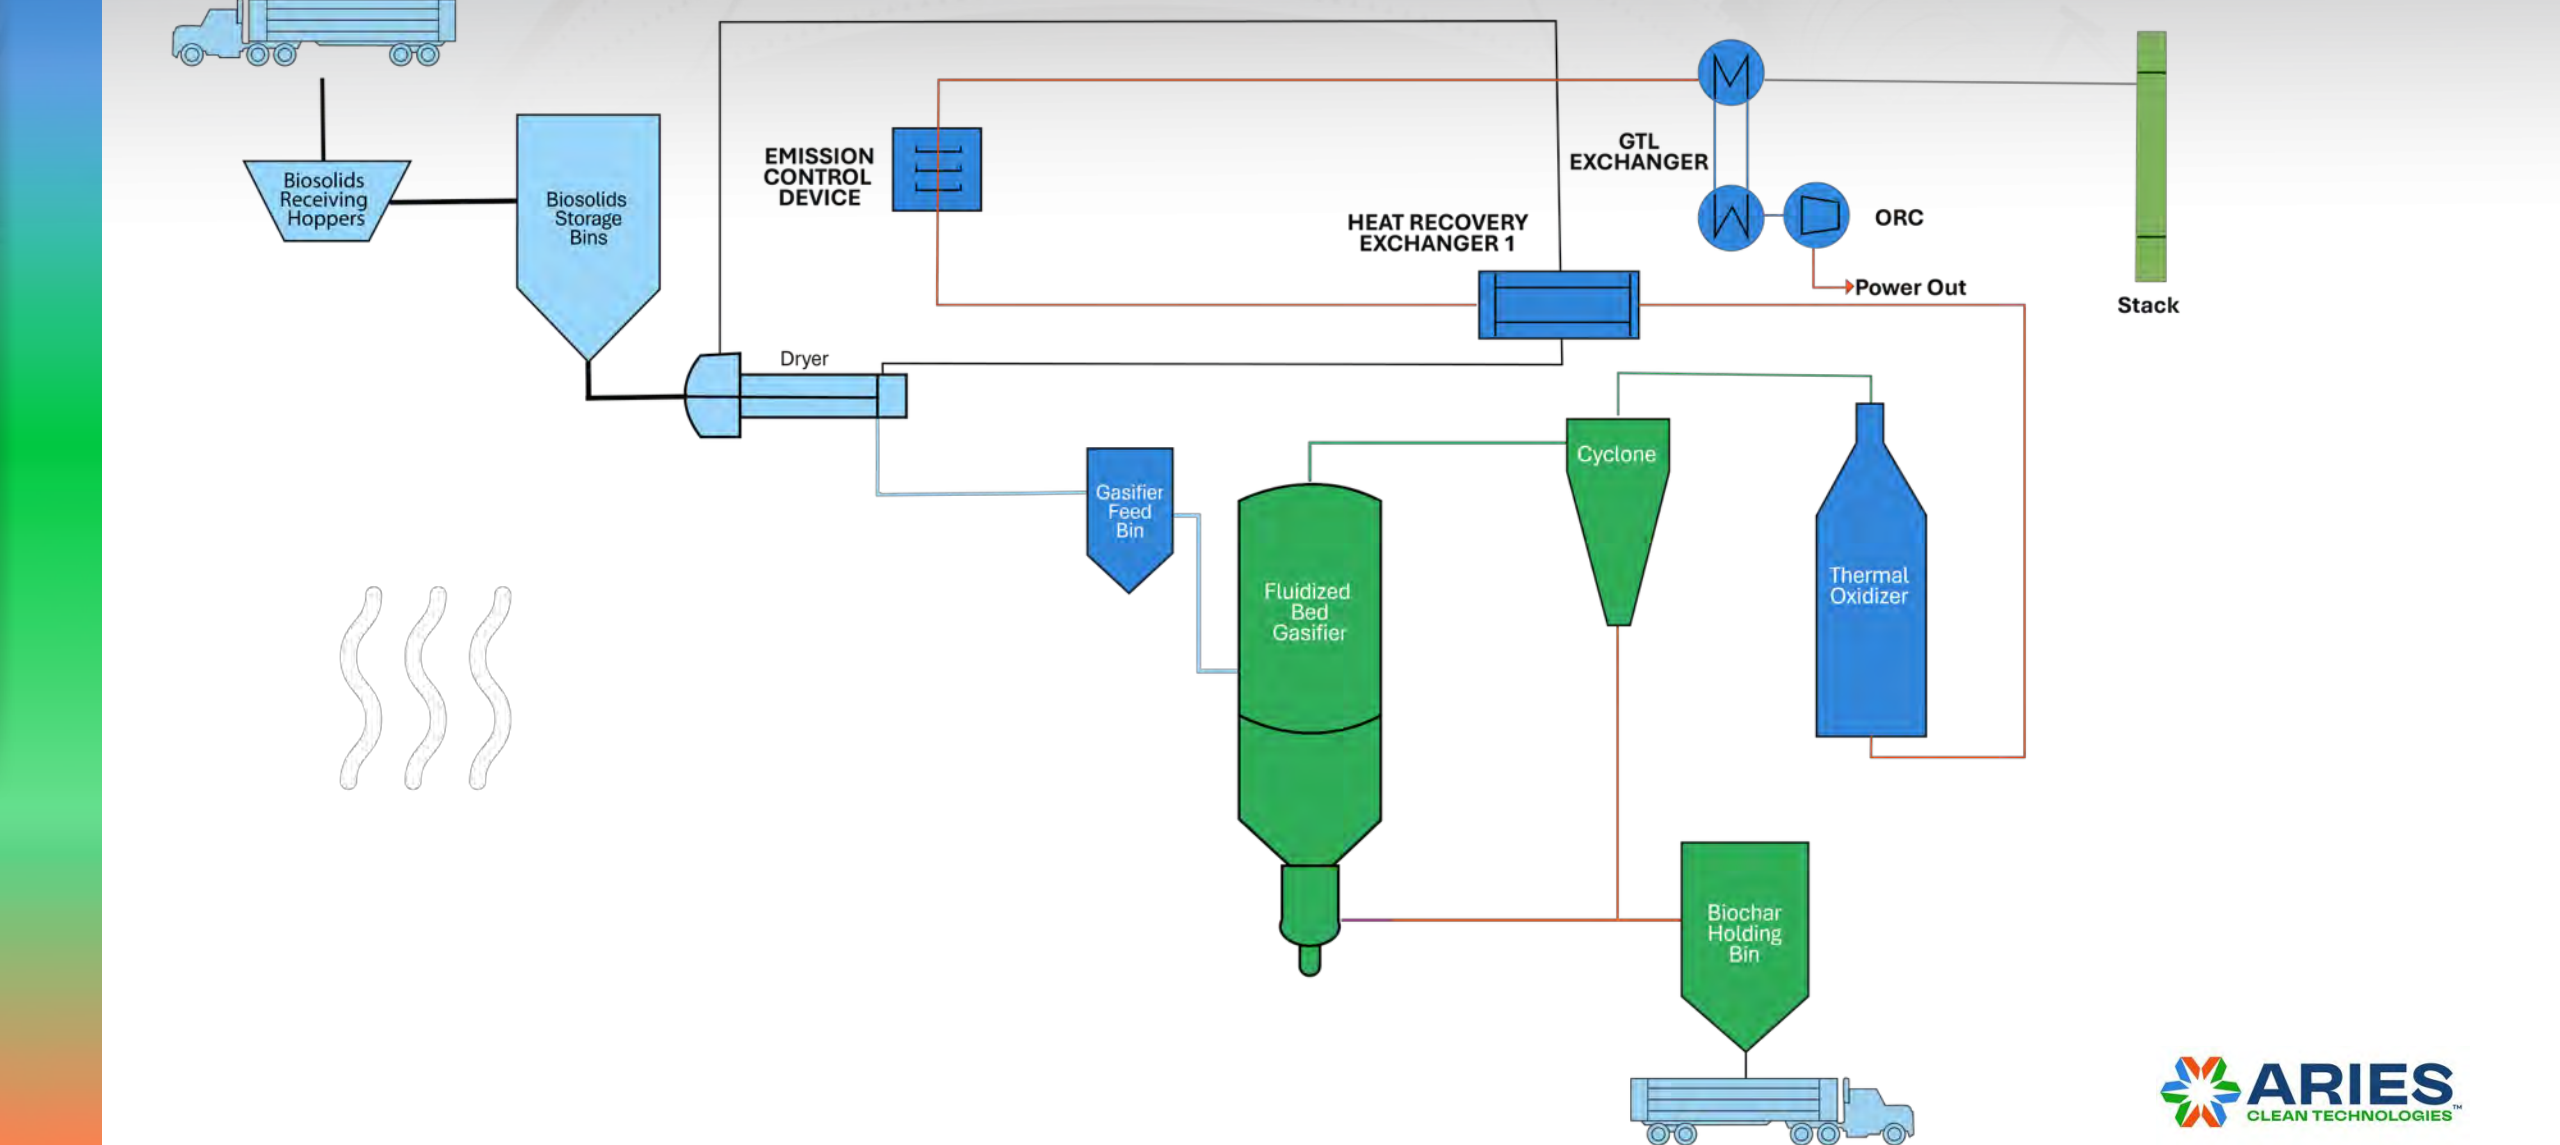 Biosolids
Receiving
Hoppers
Biosolids
Storage
Bins
EMISSION
CONTROL
DEVICE
GTL
EXCHANGER
HEAT RECOVERY
EXCHANGER 1
ORC
Power Out
Stack
Dryer
Gasifier
Feed
Bin
Cyclone
Fluidized
Bed
Gasifier
Thermal
Oxidizer
Biochar
Holding
Bin
ARIES
CLEAN TECHNOLOGIES™